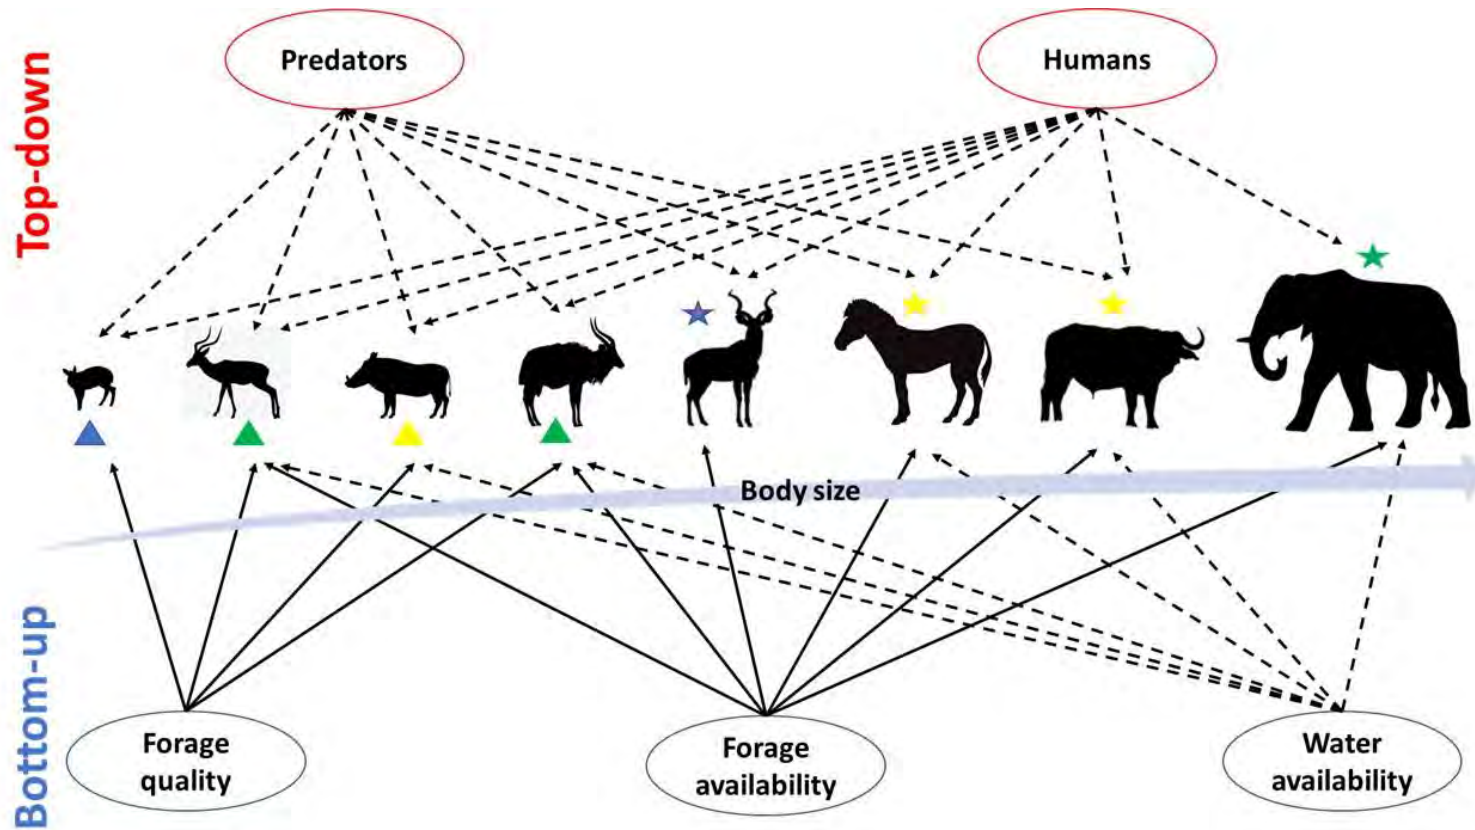 Top-down
Predators
Humans
Body size
Bottom-up
Forage
quality
Forage
availability
Water
availability